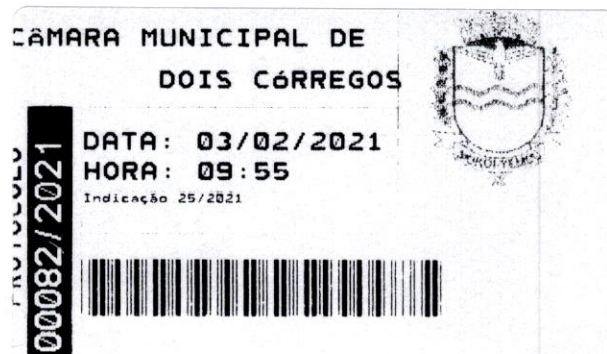 CÂMARA MUNICIPAL DE
DOIS CóRREGOS
DATA: 03/02/2021
HORA: 09:55
Indicação 25/2021
PROTOCOLO
00082/2021